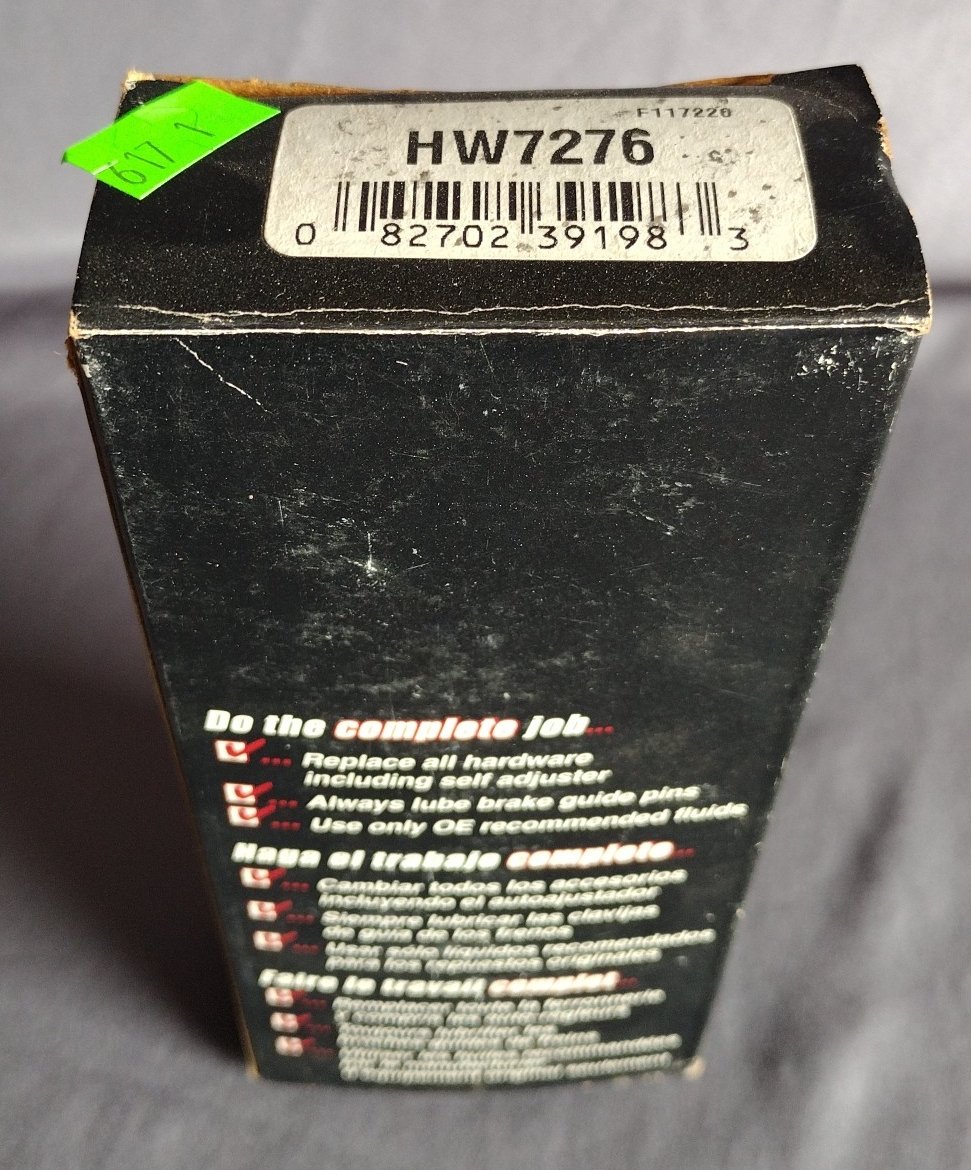 617 P
F117220
HW7276
0 82702 39198 3
Do the complete job...
... Replace all hardware
including self adjuster
... Always lube brake guide pins
... Use only OE recommended fluids
Haga el trabajo completo...
... Cambiar todos los accesorios
incluyendo el autoajustador
... Siempre lubricar las clavijas
de guía de los frenos
... Usar solo líquidos recomendados
para los repuestos originales
Faire le travail complet...